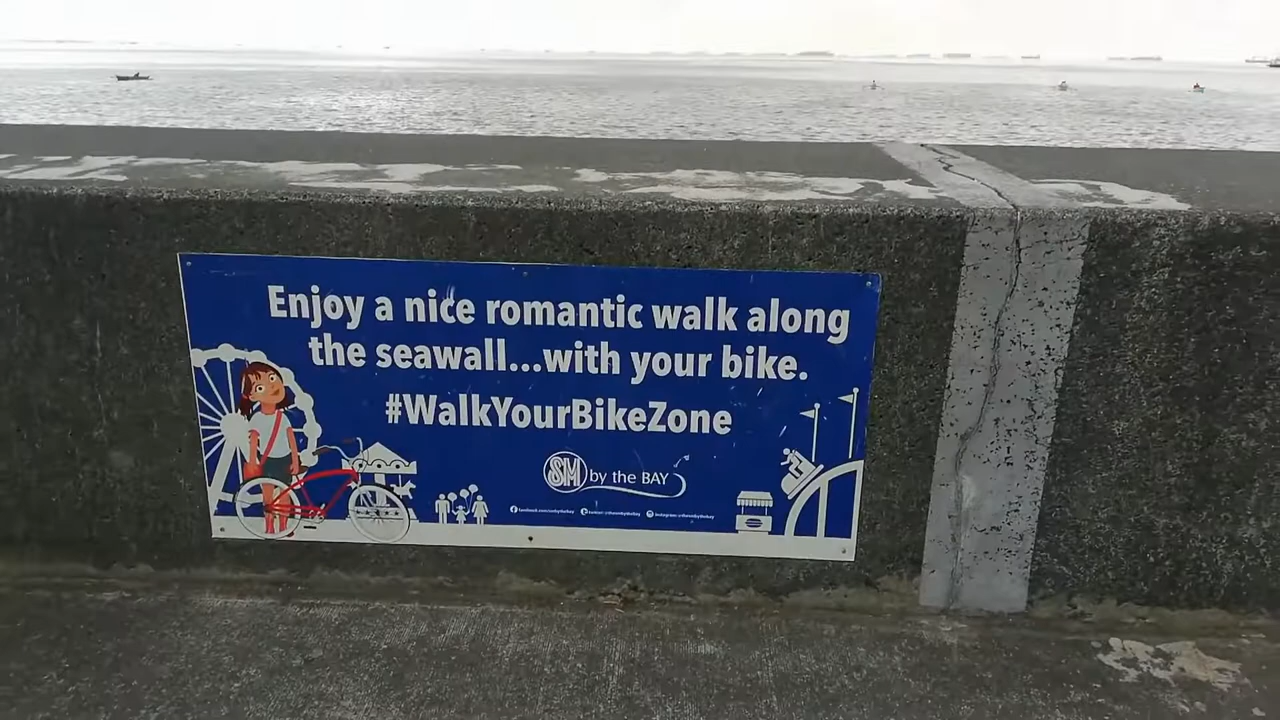 Enjoy a nice romantic walk along
the seawall...with your bike.
#WalkYourBikeZone
SM by the BAY